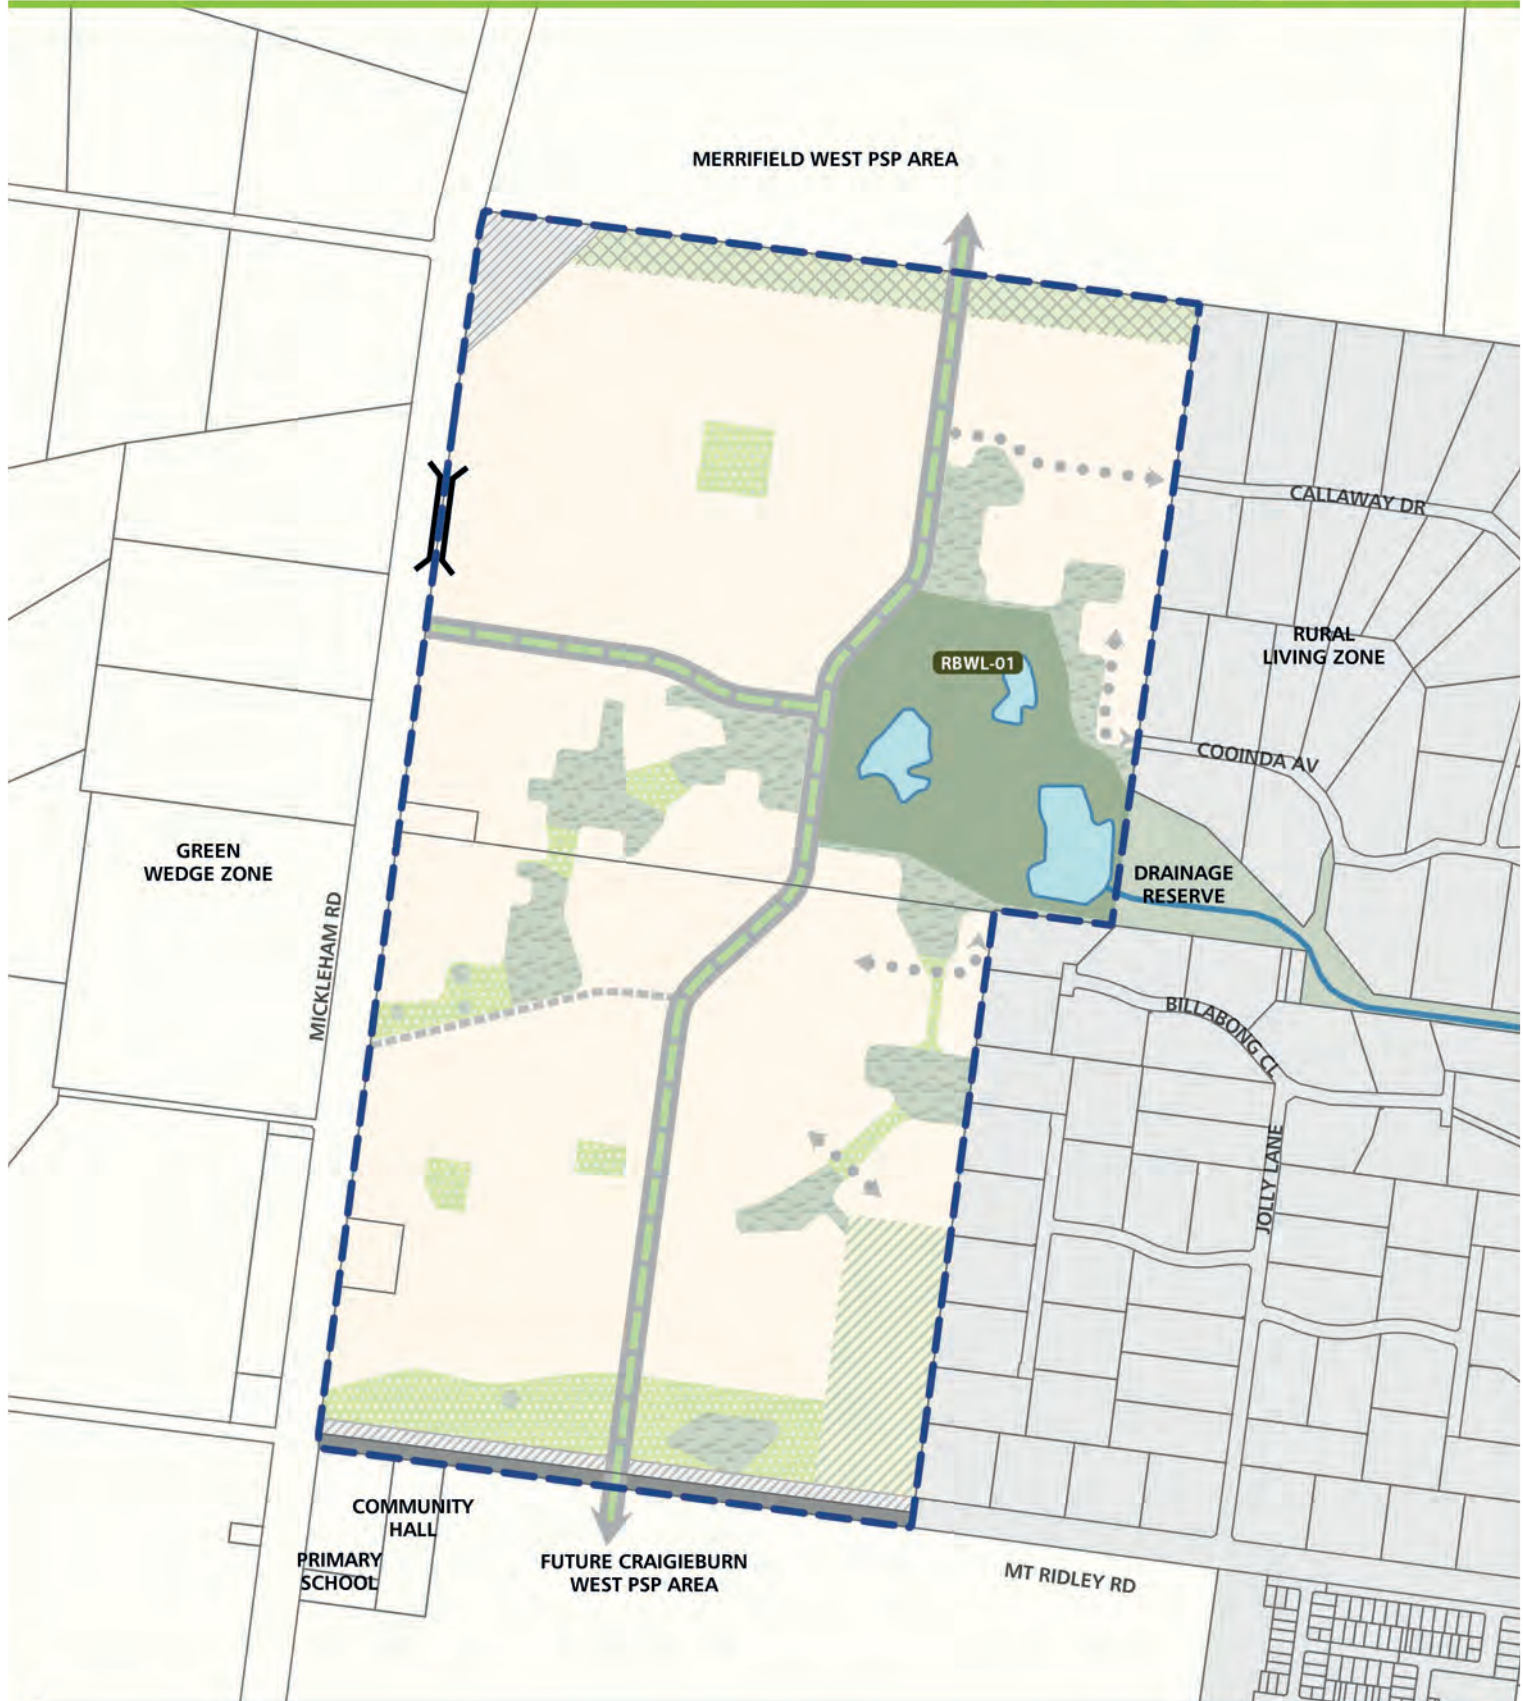 MERRIFIELD WEST PSP AREA
CALLAWAY DR
RURAL
LIVING ZONE
RBWL-01
COOINDA AV
GREEN
WEDGE ZONE
DRAINAGE
RESERVE
MICKLEHAM RD
BILLABONG CL
JOLLY LANE
COMMUNITY
HALL
PRIMARY
SCHOOL
FUTURE CRAIGIEBURN
WEST PSP AREA
MT RIDLEY RD